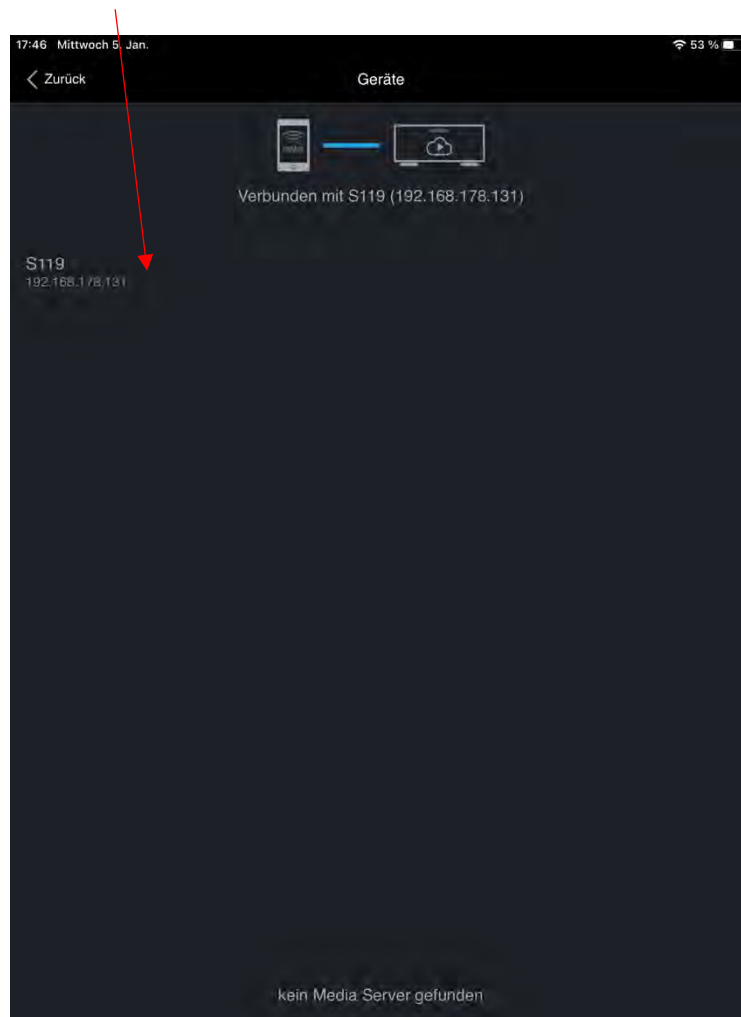 17:46 Mittwoch 5. Jan.
53 %
Zurück
Geräte
Verbunden mit S119 (192.168.178.131)
S119
192.168.178.131
kein Media Server gefunden